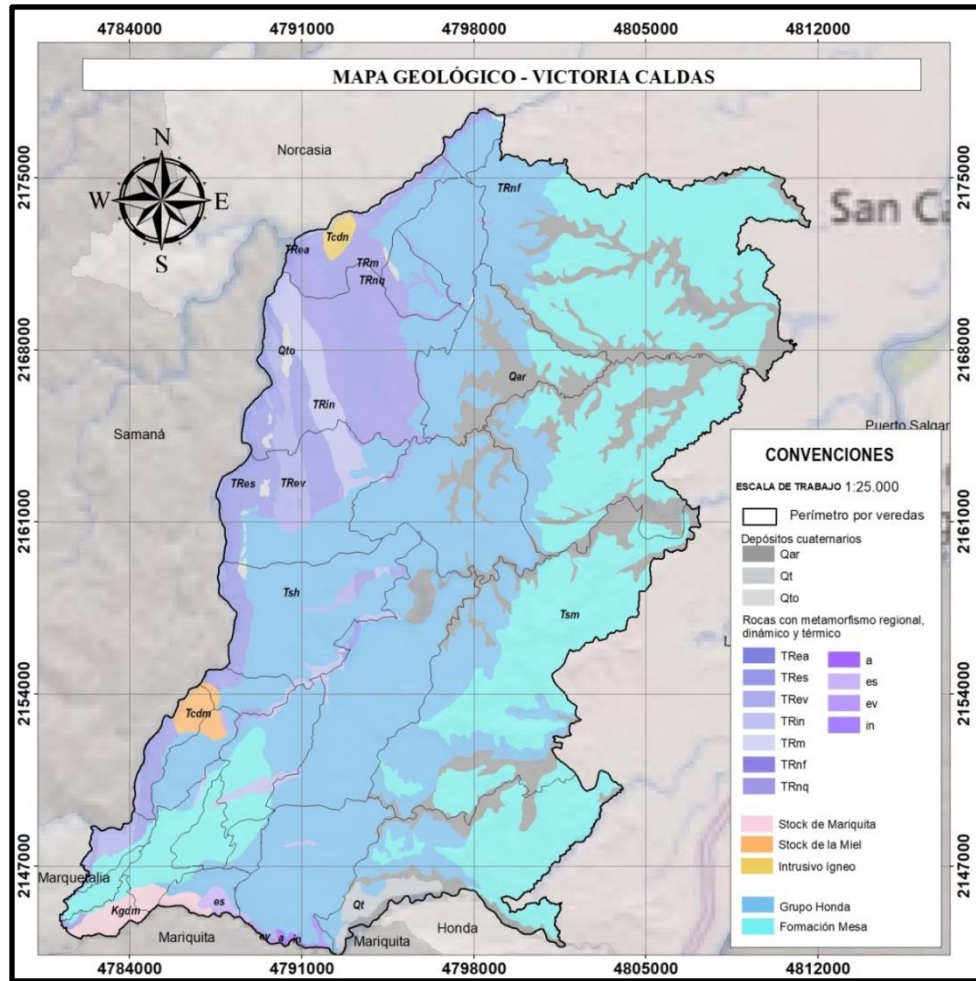 4784000 4791000 4798000 4805000 4812000
MAPA GEOLÓGICO - VICTORIA CALDAS
N
W E
S
Norcasia
San Ca
2175000 2175000
TRnf
Tcdn
TRea
TRm
TRnq
2168000 2168000
Qto
Qar
TRin
Samaná
Puerto Salgar
TRes TRev
2161000 2161000
Tsh
Tsm
2154000 2154000
Tcdm
2147000 2147000
Marquetalia
Kgdm
es
Qt
ev a in
Mariquita
Mariquita
Honda
CONVENCIONES
ESCALA DE TRABAJO 1:25.000
Perímetro por veredas
Depósitos cuaternarios
Qar
Qt
Qto
Rocas con metamorfismo regional,
dinámico y térmico
TRea a
TRes es
TRev ev
TRin in
TRm
TRnf
TRnq
Stock de Mariquita
Stock de la Miel
Intrusivo ígneo
Grupo Honda
Formación Mesa
4784000 4791000 4798000 4805000 4812000